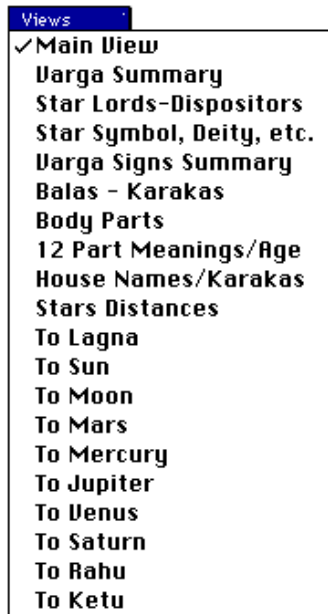 Views
✓Main View
Varga Summary
Star Lords-Dispositors
Star Symbol, Deity, etc.
Varga Signs Summary
Balas - Karakas
Body Parts
12 Part Meanings/Age
House Names/Karakas
Stars Distances
To Lagna
To Sun
To Moon
To Mars
To Mercury
To Jupiter
To Venus
To Saturn
To Rahu
To Ketu